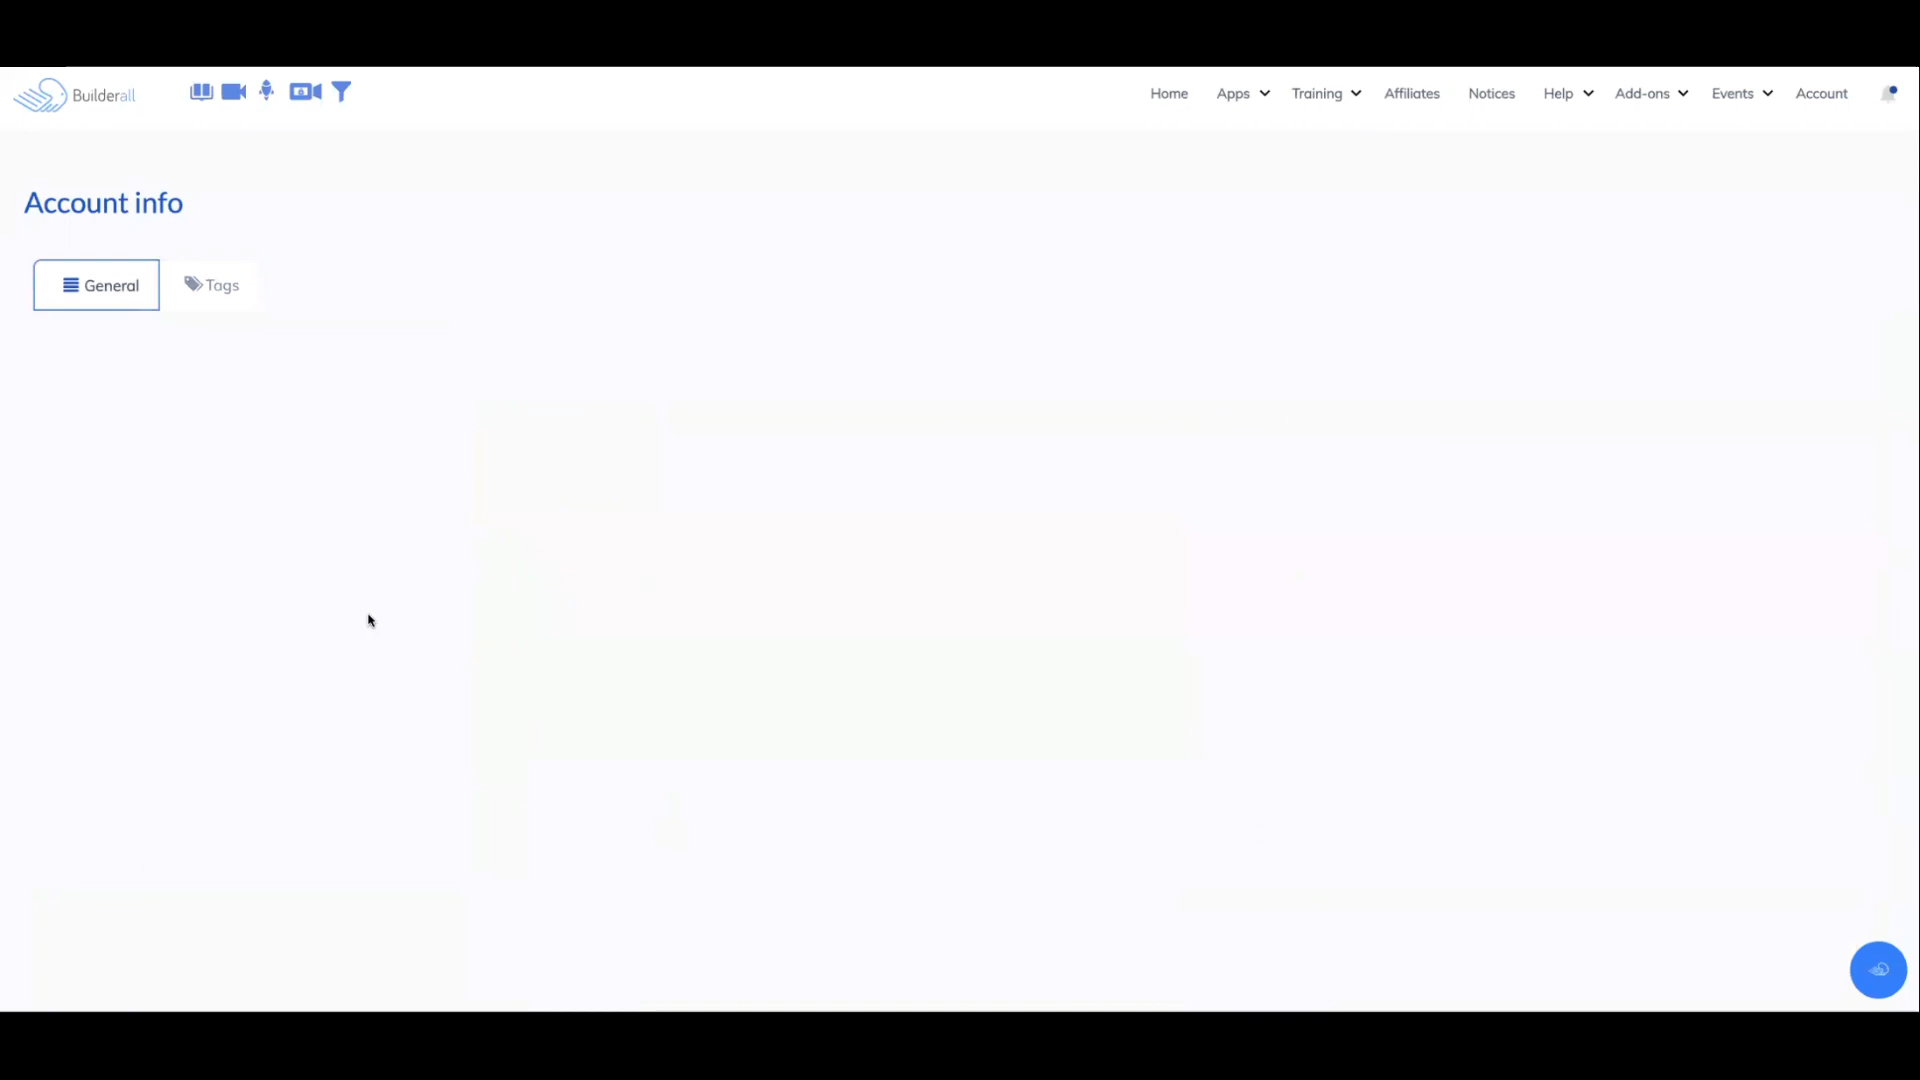 Builderall
Home Apps Training Affiliates Notices Help Add-ons Events Account
Account info
General Tags